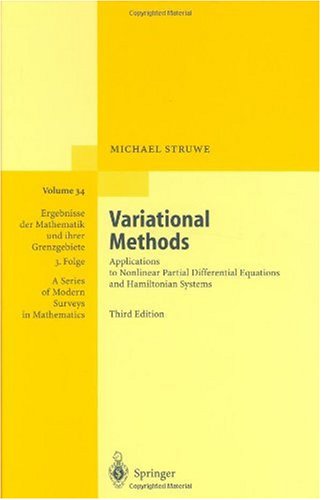 Copyrighted Material
MICHAEL STRUWE
Volume 34
Ergebnisse
der Mathematik
und ihrer
Grenzgebiete
3. Folge
A Series
of Modern
Surveys
in Mathematics
Variational
Methods
Applications
to Nonlinear Partial Differential Equations
and Hamiltonian Systems
Third Edition
Springer
Copyrighted Material